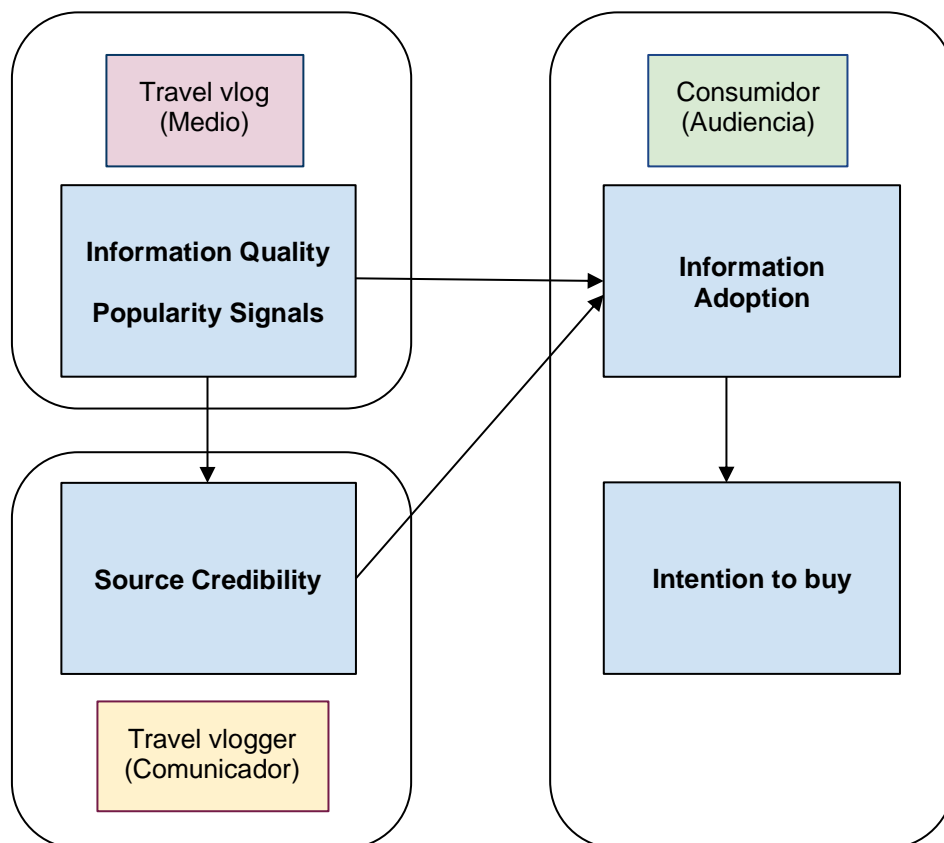 Travel vlog
(Medio)
Information Quality
Popularity Signals
Source Credibility
Travel vlogger
(Comunicador)
Consumidor
(Audiencia)
Information
Adoption
Intention to buy